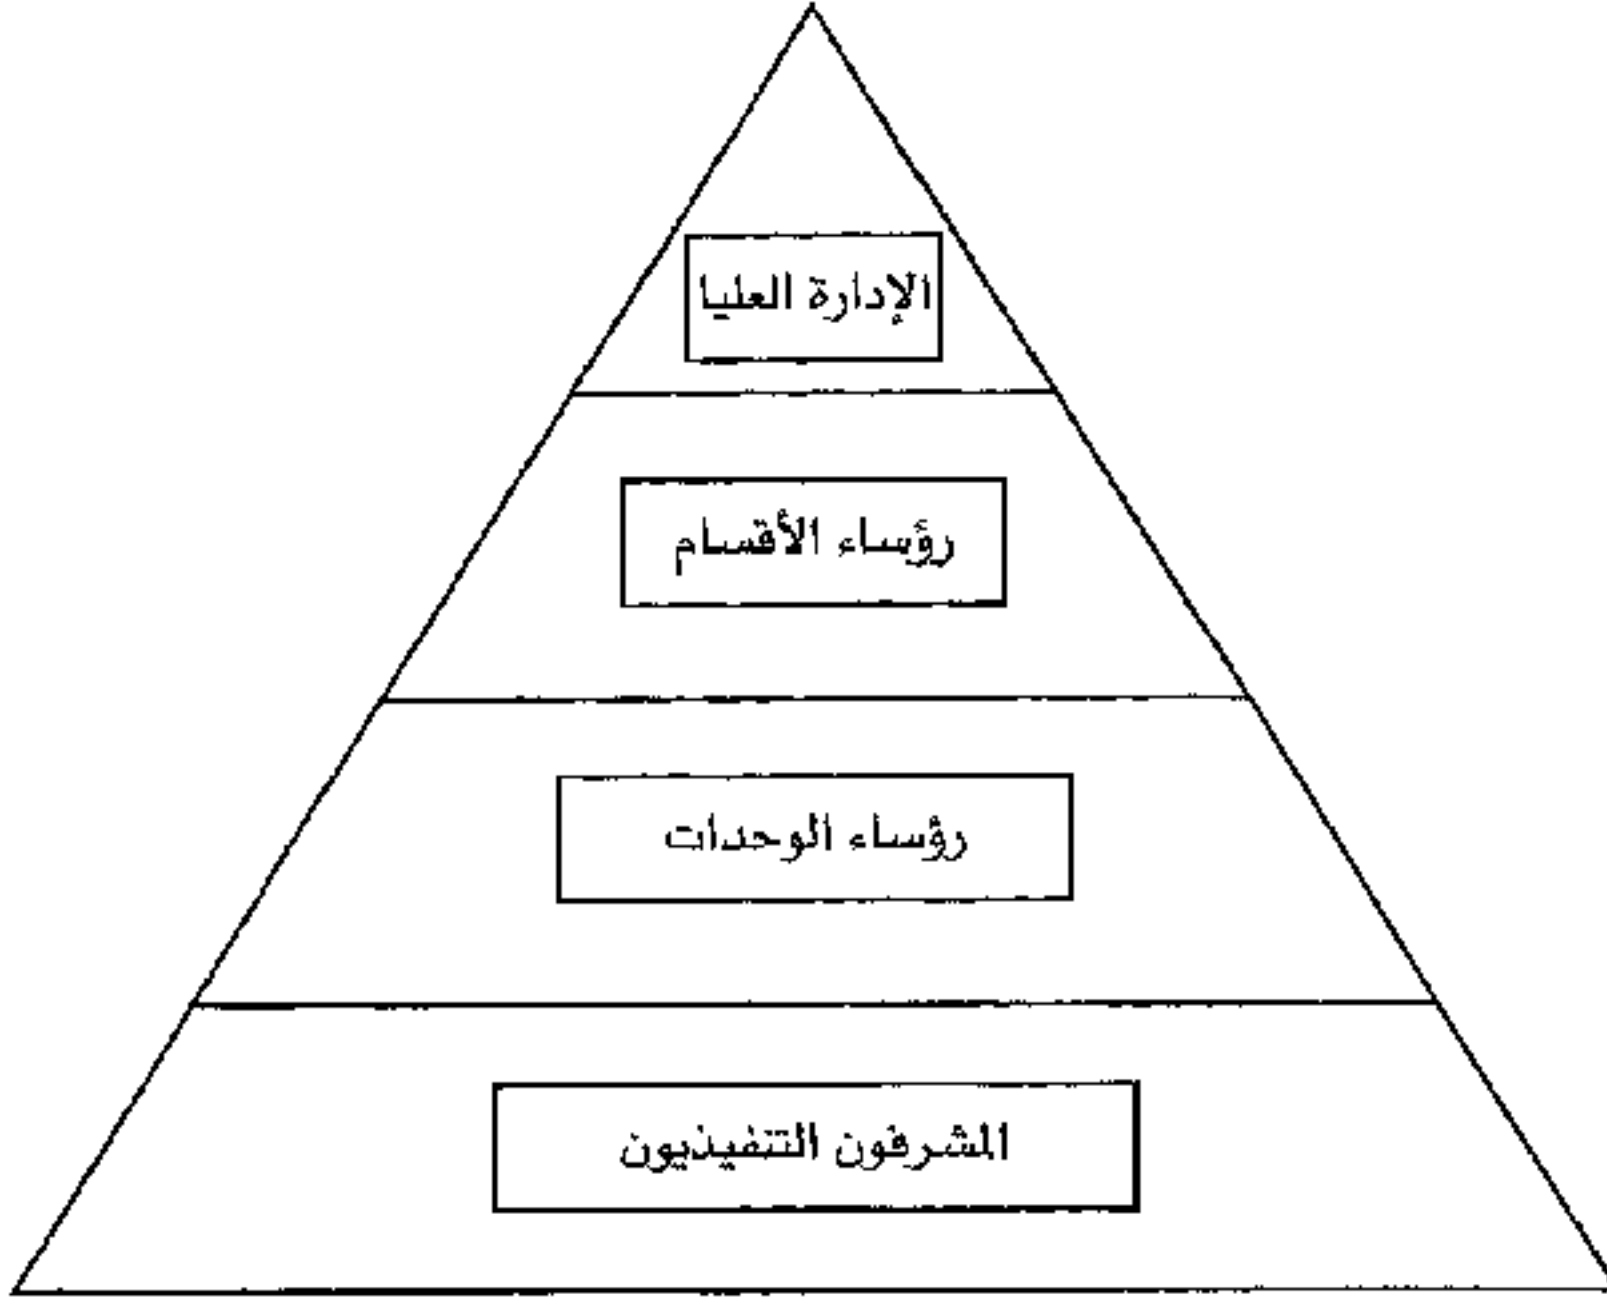 الإدارة العليا
رؤساء الأقسام
رؤساء الوحدات
المشرفون التنفيذيون